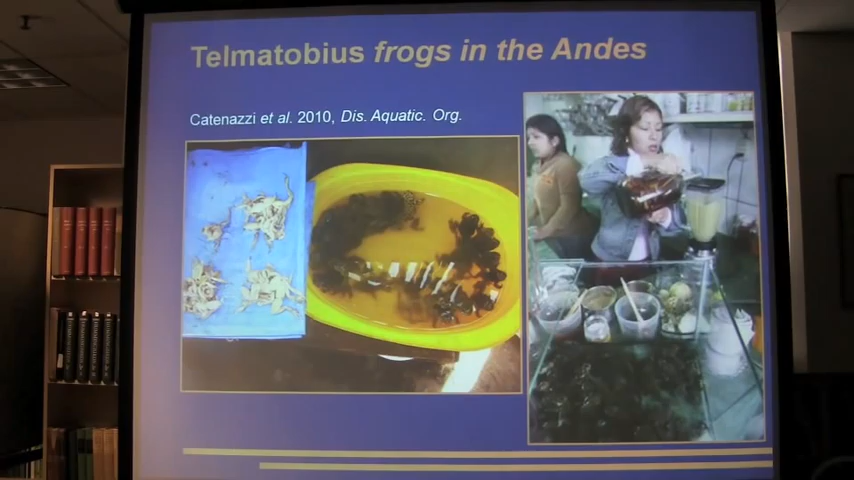 Telmatobius frogs in the Andes
Catenazzi et al. 2010, Dis. Aquatic. Org.